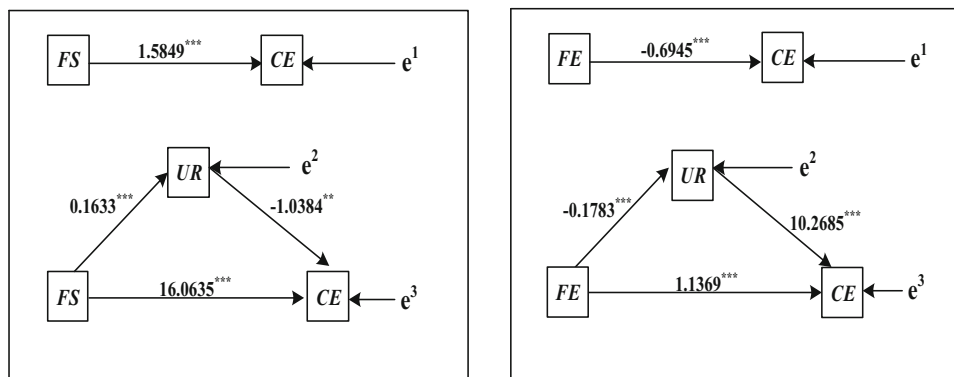 FS 1.5849*** CE e¹
UR e²
0.1633*** -1.0384**
FS 16.0635*** CE e³
FE -0.6945*** CE e¹
UR e²
-0.1783*** 10.2685***
FE 1.1369*** CE e³